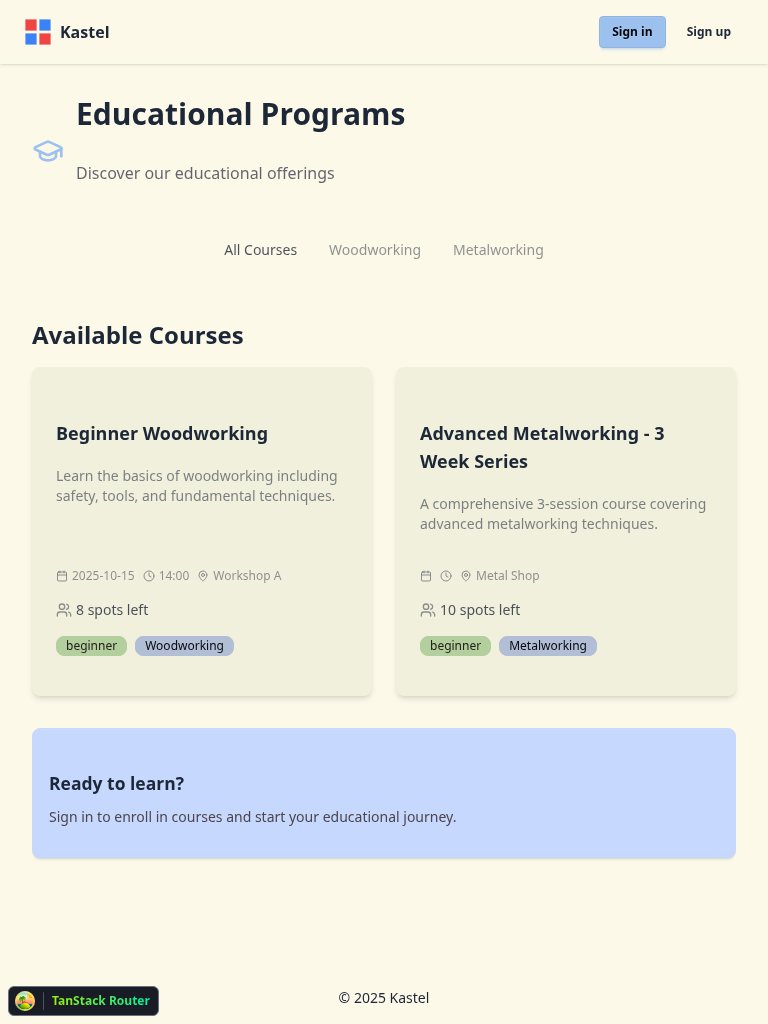 Kastel
Sign in
Sign up
Educational Programs
Discover our educational offerings
All Courses
Woodworking
Metalworking
Available Courses
Beginner Woodworking
Learn the basics of woodworking including
safety, tools, and fundamental techniques.
2025-10-15 14:00 Workshop A
8 spots left
beginner Woodworking
Advanced Metalworking - 3
Week Series
A comprehensive 3-session course covering
advanced metalworking techniques.
Metal Shop
10 spots left
beginner Metalworking
Ready to learn?
Sign in to enroll in courses and start your educational journey.
© 2025 Kastel
TanStack Router